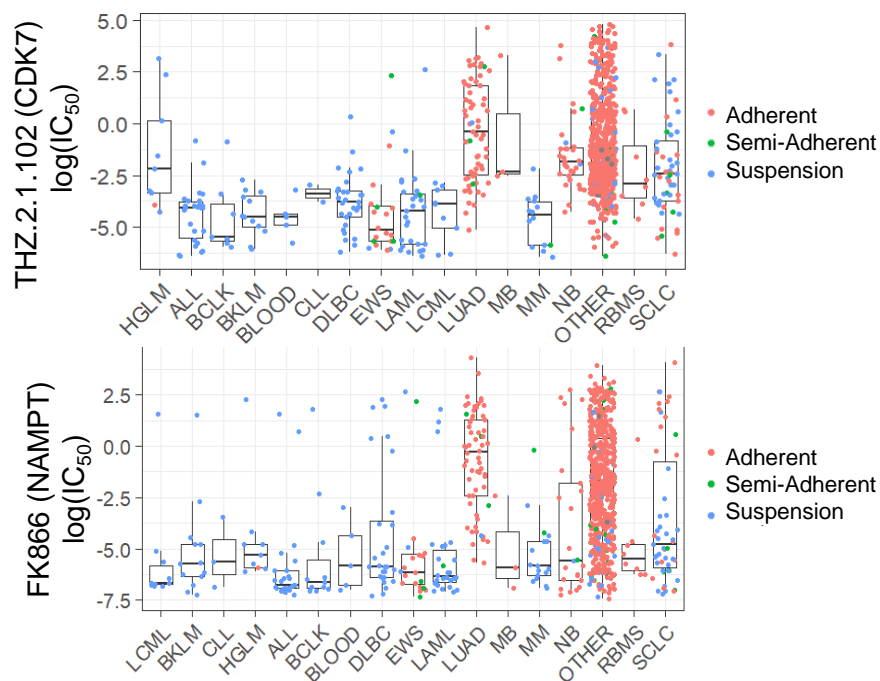 THZ.2.1.102 (CDK7)
log(IC50)
5.0
2.5
0.0
-2.5
-5.0
HGLM
ALL
BCLK
BKLM
BLOOD
CLL
DLBC
EWS
LAML
LCML
LUAD
MB
MM
NB
OTHER
RBMS
SCLC
Adherent
Semi-Adherent
Suspension
FK866 (NAMPT)
log(IC50)
2.5
0.0
-2.5
-5.0
-7.5
LCML
BKLM
CLL
HGLM
ALL
BCLK
BLOOD
DLBC
EWS
LAML
LUAD
MB
MM
NB
OTHER
RBMS
SCLC
Adherent
Semi-Adherent
Suspension